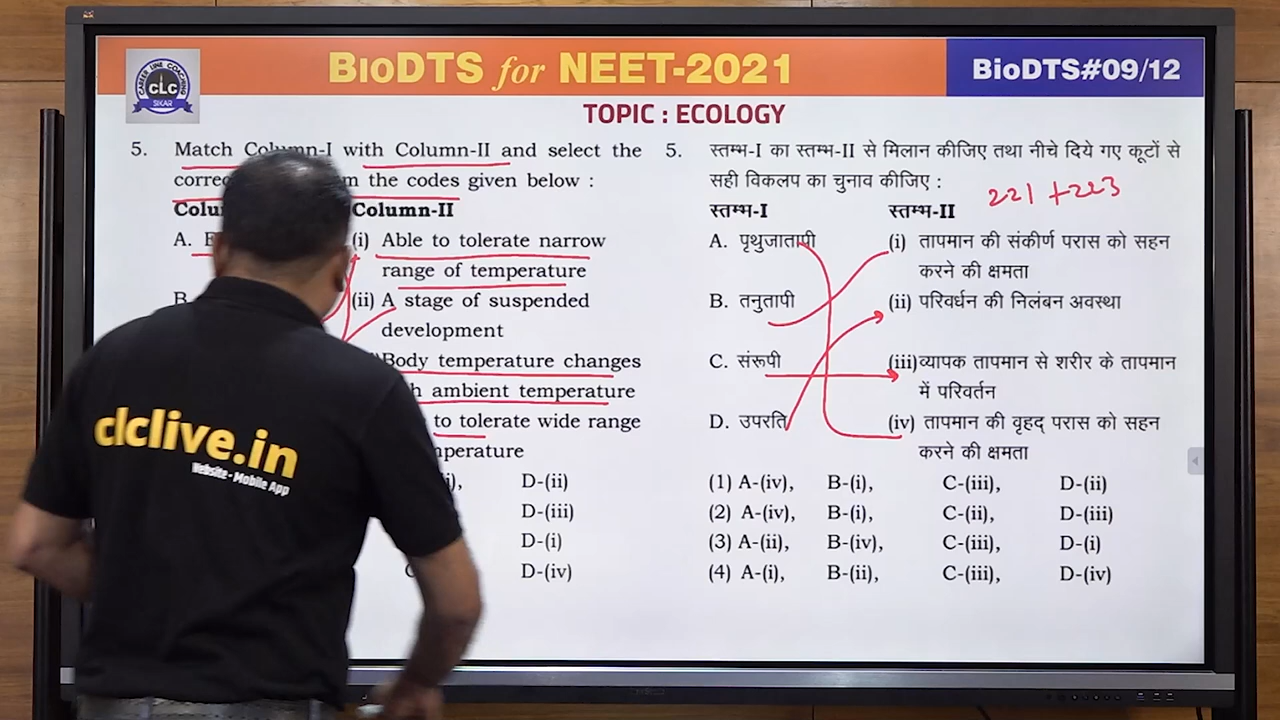 BIODTS for NEET-2021
BIODTS#09/12
CAREER LINE COACHING
CLC
SIKAR
TOPIC : ECOLOGY
5. Match Column-I with Column-II and select the
the codes given below :
Column-II
A.
(i) Able to tolerate narrow
range of temperature
B.
(ii) A stage of suspended
development
Body temperature changes
ambient temperature
to tolerate wide range
D-(ii)
D-(iii)
D-(i)
D-(iv)
5. स्तम्भ-I का स्तम्भ-II से मिलान कीजिए तथा नीचे दिये गए कूटों से
सही विकल्प का चुनाव कीजिए :
221 + 223
स्तम्भ-I स्तम्भ-II
A. पृथुजातापी (i) तापमान की संकीर्ण परास को सहन
करने की क्षमता
B. तनुतापी (ii) परिवर्धन की निलंबन अवस्था
C. संरूपी (iii) व्यापक तापमान से शरीर के तापमान
में परिवर्तन
D. उपरति (iv) तापमान की वृहद् परास को सहन
करने की क्षमता
(1) A-(iv), B-(i), C-(iii), D-(ii)
(2) A-(iv), B-(i), C-(ii), D-(iii)
(3) A-(ii), B-(iv), C-(iii), D-(i)
(4) A-(i), B-(ii), C-(iii), D-(iv)
clclive.in
Website - Mobile App